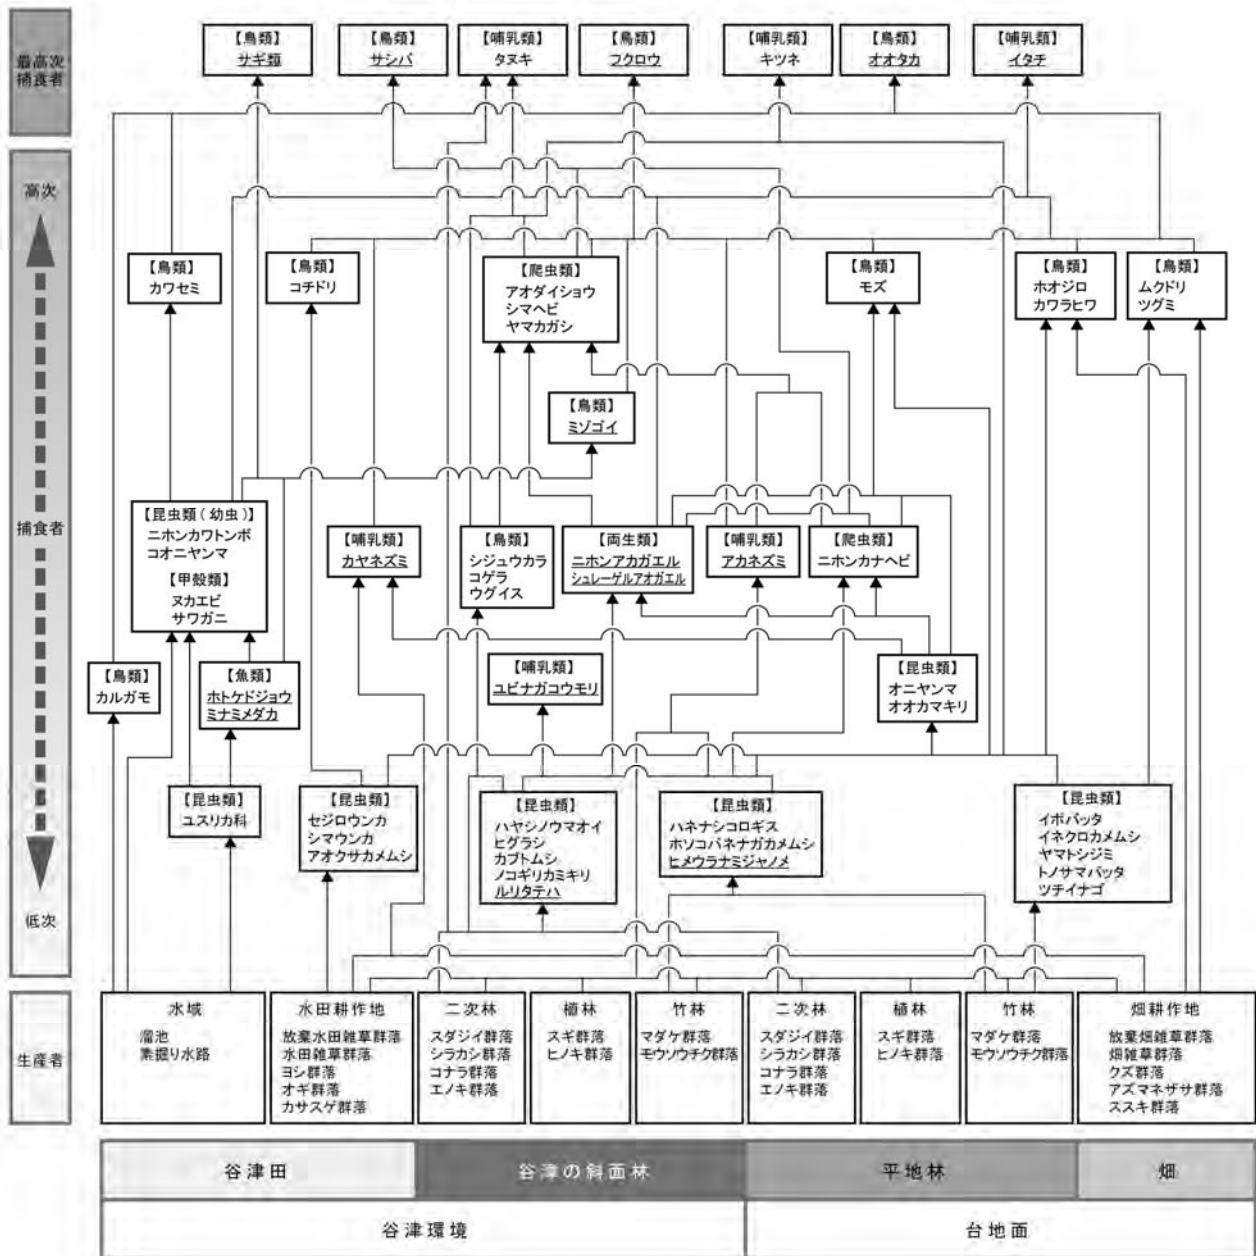 最高次
捕食者
【鳥類】
サギ類
【鳥類】
サシバ
【哺乳類】
タヌキ
【鳥類】
フクロウ
【哺乳類】
キツネ
【鳥類】
オオタカ
【哺乳類】
イタチ
高次
捕食者
低次
【鳥類】
カワセミ
【鳥類】
コチドリ
【爬虫類】
アオダイショウ
シマヘビ
ヤマカガシ
【鳥類】
モズ
【鳥類】
ホオジロ
カワラヒワ
【鳥類】
ムクドリ
ツグミ
【鳥類】
ミゾゴイ
【昆虫類(幼虫)】
ニホンカワトンボ
コオニヤンマ
【甲殻類】
ヌカエビ
サワガニ
【哺乳類】
カヤネズミ
【鳥類】
シジュウカラ
コゲラ
ウグイス
【両生類】
ニホンアカガエル
シュレーゲルアオガエル
【哺乳類】
アカネズミ
【爬虫類】
ニホンカナヘビ
【鳥類】
カルガモ
【魚類】
ホトケドジョウ
ミナミメダカ
【哺乳類】
ユビナガコウモリ
【昆虫類】
オニヤンマ
オオカマキリ
【昆虫類】
ユスリカ科
【昆虫類】
セジロウンカ
シマウンカ
アオクサカメムシ
【昆虫類】
ハヤシノウマオイ
ヒグラシ
カブトムシ
ノコギリカミキリ
ルリタテハ
【昆虫類】
ハネナシコロギス
ホソコバネナガカメムシ
ヒメウラナミジャノメ
【昆虫類】
イボバッタ
イネクロカメムシ
ヤマトシジミ
トノサマバッタ
ツチイナゴ
生産者
水域
溜池
素掘り水路
水田耕作地
放棄水田雑草群落
水田雑草群落
ヨシ群落
オギ群落
カサスゲ群落
二次林
スダジイ群落
シラカシ群落
コナラ群落
エノキ群落
植林
スギ群落
ヒノキ群落
竹林
マダケ群落
モウソウチク群落
二次林
スダジイ群落
シラカシ群落
コナラ群落
エノキ群落
植林
スギ群落
ヒノキ群落
竹林
マダケ群落
モウソウチク群落
畑耕作地
放棄畑雑草群落
畑雑草群落
クズ群落
アズマネザサ群落
ススキ群落
谷津田
谷津の斜面林
平地林
畑
谷津環境
台地面